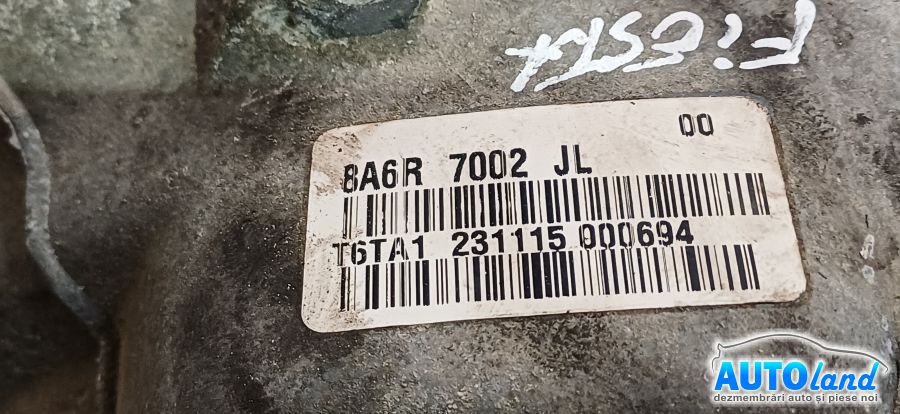 FiESTA
00
8A6R 7002 JL
T6TA1 231115 000694
AUTOland
dezmembrări auto și piese noi